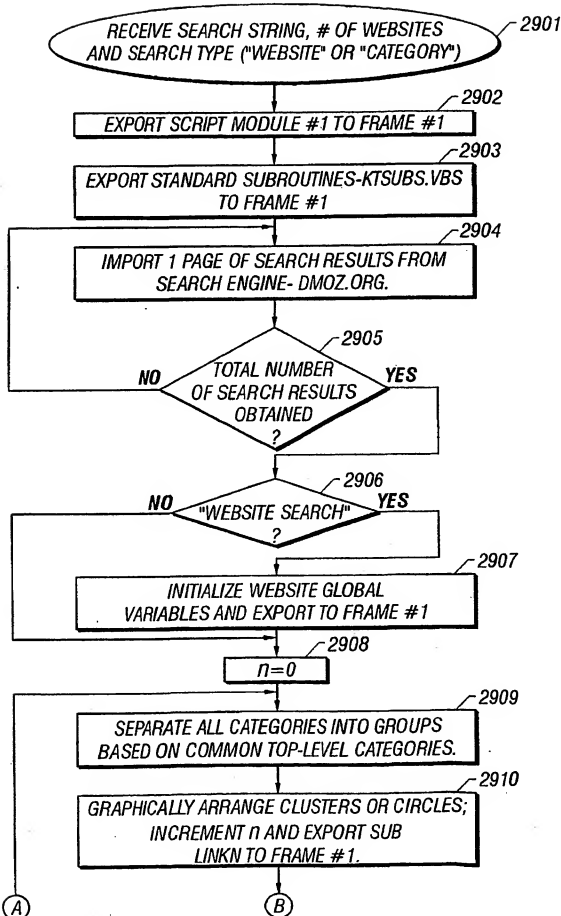 RECEIVE SEARCH STRING, # OF WEBSITES
AND SEARCH TYPE ("WEBSITE" OR "CATEGORY")
2901
2902
EXPORT SCRIPT MODULE #1 TO FRAME #1
2903
EXPORT STANDARD SUBROUTINES-KTSUBS.VBS
TO FRAME #1
2904
IMPORT 1 PAGE OF SEARCH RESULTS FROM
SEARCH ENGINE- DMOZ.ORG.
2905
NO
TOTAL NUMBER
OF SEARCH RESULTS
OBTAINED
?
YES
2906
NO
"WEBSITE SEARCH"
?
YES
2907
INITIALIZE WEBSITE GLOBAL
VARIABLES AND EXPORT TO FRAME #1
2908
n=0
2909
SEPARATE ALL CATEGORIES INTO GROUPS
BASED ON COMMON TOP-LEVEL CATEGORIES.
2910
GRAPHICALLY ARRANGE CLUSTERS OR CIRCLES;
INCREMENT n AND EXPORT SUB
LINKN TO FRAME #1.
A
B